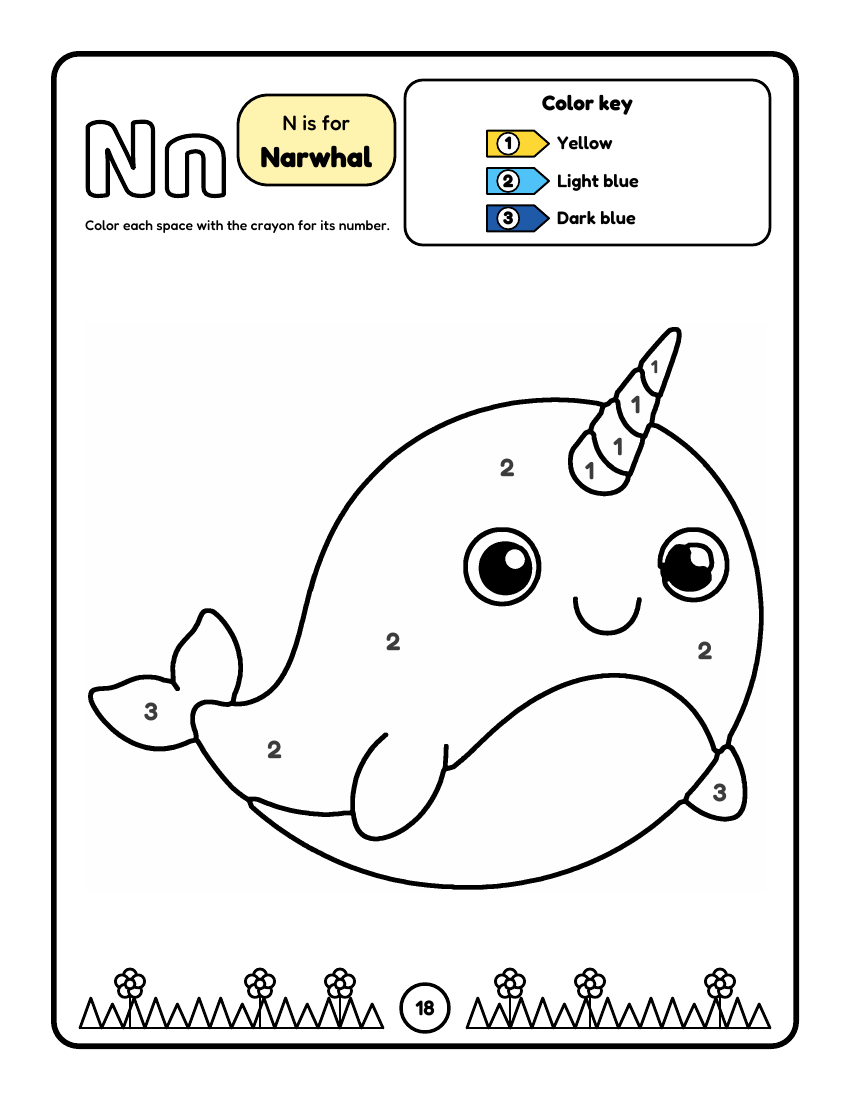 Nn
N is for
Narwhal
Color each space with the crayon for its number.
Color key
1 Yellow
2 Light blue
3 Dark blue
1
1
1
1
2
2
2
3
2
3
18